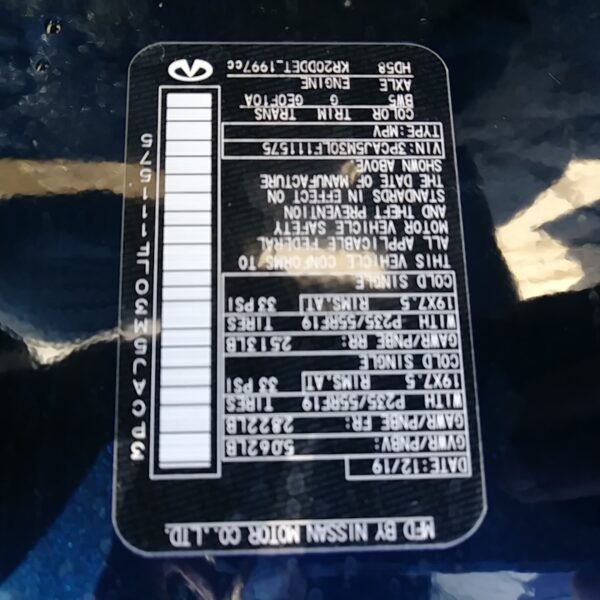 MFD BY NISSAN MOTOR CO.,LTD.
DATE:12/19
GVWR/PNBV: 5062LB
GAWR/PNBE FR: 2822LB
WITH P235/55RF19 TIRES
19X7.5 RIMS,AT 33 PSI
COLD SINGLE
GAWR/PNBE RR: 2513LB
WITH P235/55RF19 TIRES
19X7.5 RIMS,AT 33 PSI
COLD SINGLE
THIS VEHICLE CONFORMS TO
ALL APPLICABLE FEDERAL
MOTOR VEHICLE SAFETY
AND THEFT PREVENTION
STANDARDS IN EFFECT ON
THE DATE OF MANUFACTURE
SHOWN ABOVE.
VIN:3PCAJ5M30LF111575
TYPE:MPV
COLOR TRIM TRANS
BW5 G GE0F10A
AXLE ENGINE
HD58 KR20DDET_1997cc
3PCAJ5M30LF111575